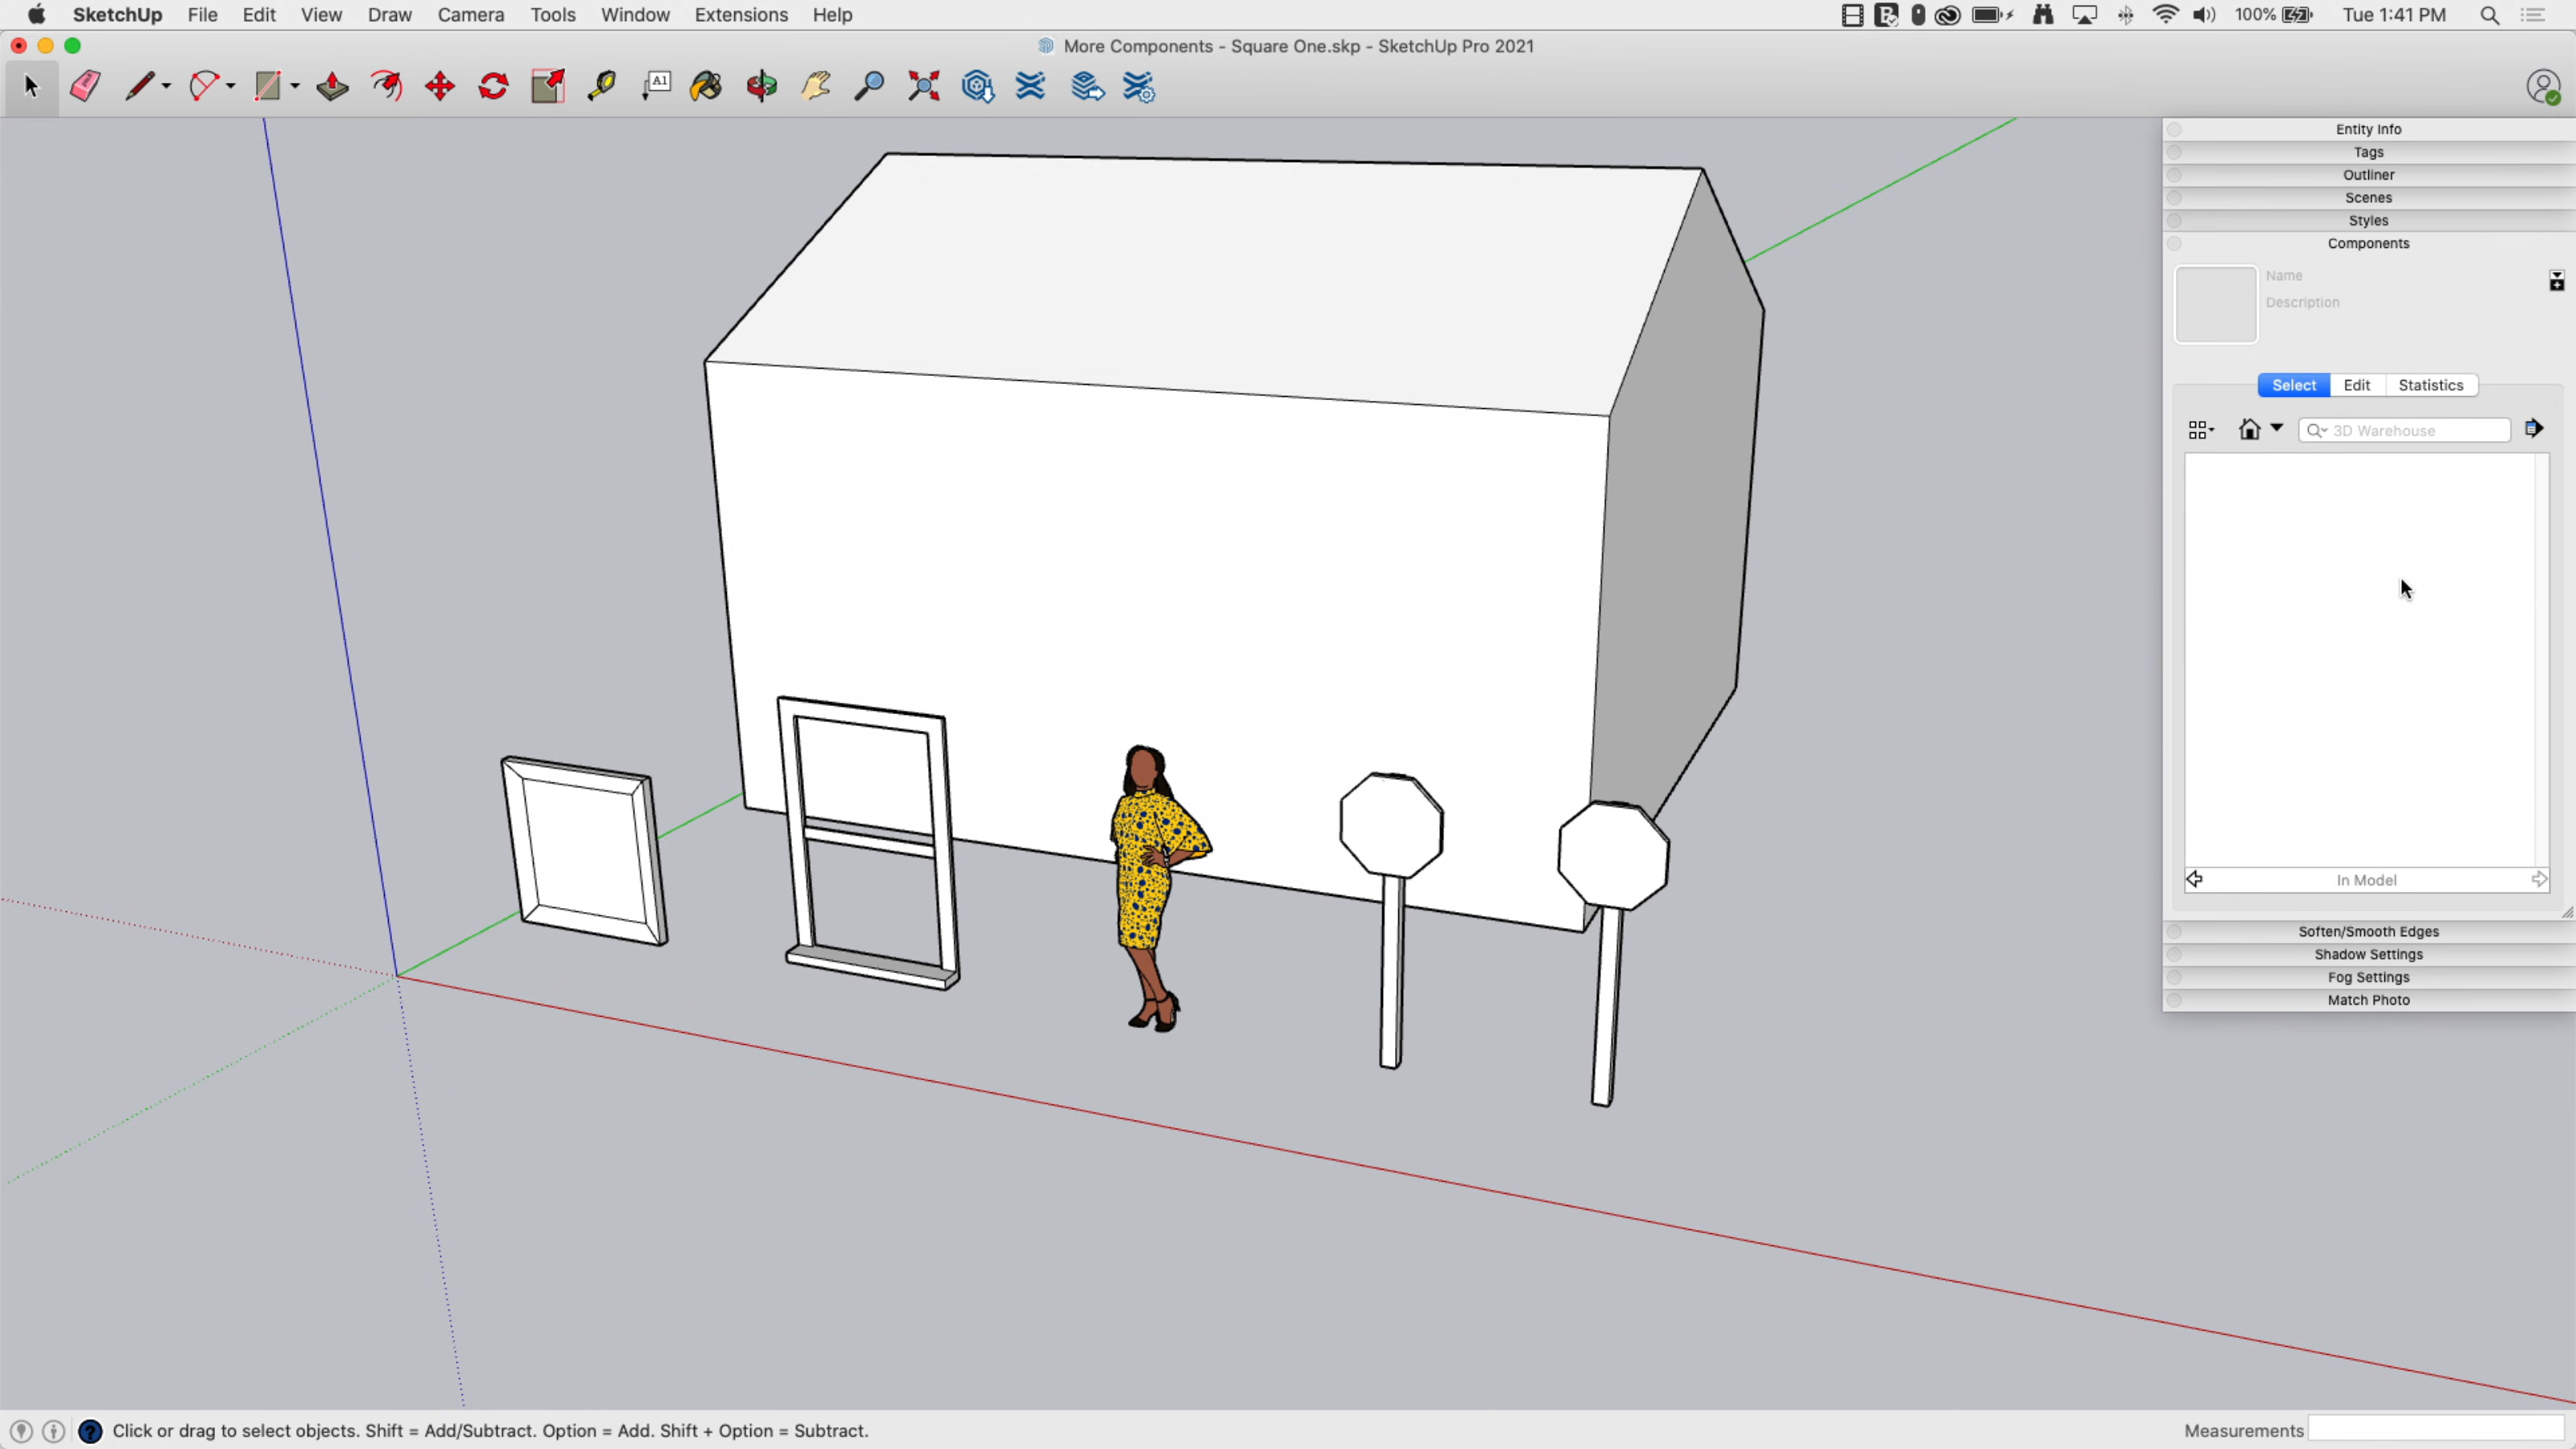 SketchUp File Edit View Draw Camera Tools Window Extensions Help 100% Tue 1:41 PM
More Components - Square One.skp - SketchUp Pro 2021
A1
Entity Info
Tags
Outliner
Scenes
Styles
Components
Name
Description
Select Edit Statistics
3D Warehouse
In Model
Soften/Smooth Edges
Shadow Settings
Fog Settings
Match Photo
Click or drag to select objects. Shift = Add/Subtract. Option = Add. Shift + Option = Subtract. Measurements